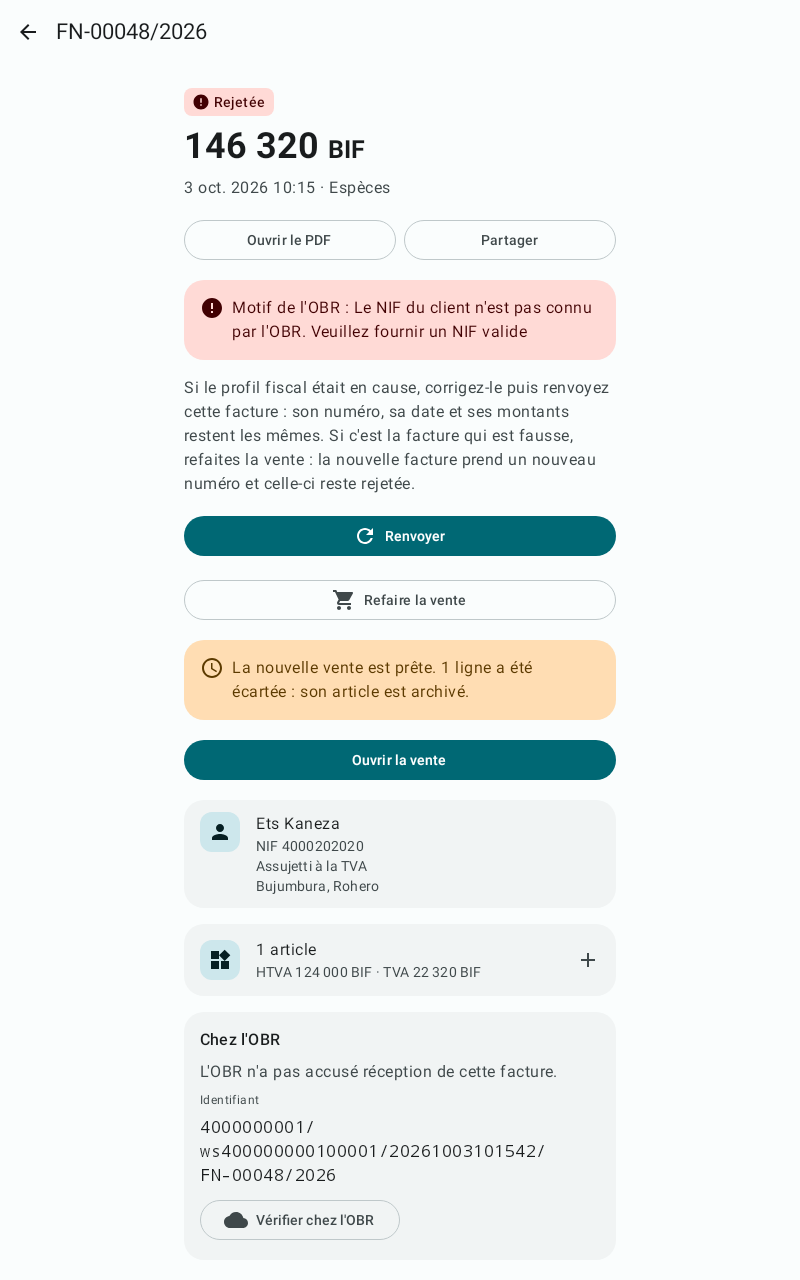 FN-00048/2026
Rejetée
146 320 BIF
3 oct. 2026 10:15 · Espèces
Ouvrir le PDF
Partager
Motif de l'OBR : Le NIF du client n'est pas connu
par l'OBR. Veuillez fournir un NIF valide
Si le profil fiscal était en cause, corrigez-le puis renvoyez
cette facture : son numéro, sa date et ses montants
restent les mêmes. Si c'est la facture qui est fausse,
refaites la vente : la nouvelle facture prend un nouveau
numéro et celle-ci reste rejetée.
Renvoyer
Refaire la vente
La nouvelle vente est prête. 1 ligne a été
écartée : son article est archivé.
Ouvrir la vente
Ets Kaneza
NIF 4000202020
Assujetti à la TVA
Bujumbura, Rohero
1 article
HTVA 124 000 BIF · TVA 22 320 BIF
Chez l'OBR
L'OBR n'a pas accusé réception de cette facture.
Identifiant
4000000001/
ws400000000100001/20261003101542/
FN-00048/2026
Vérifier chez l'OBR